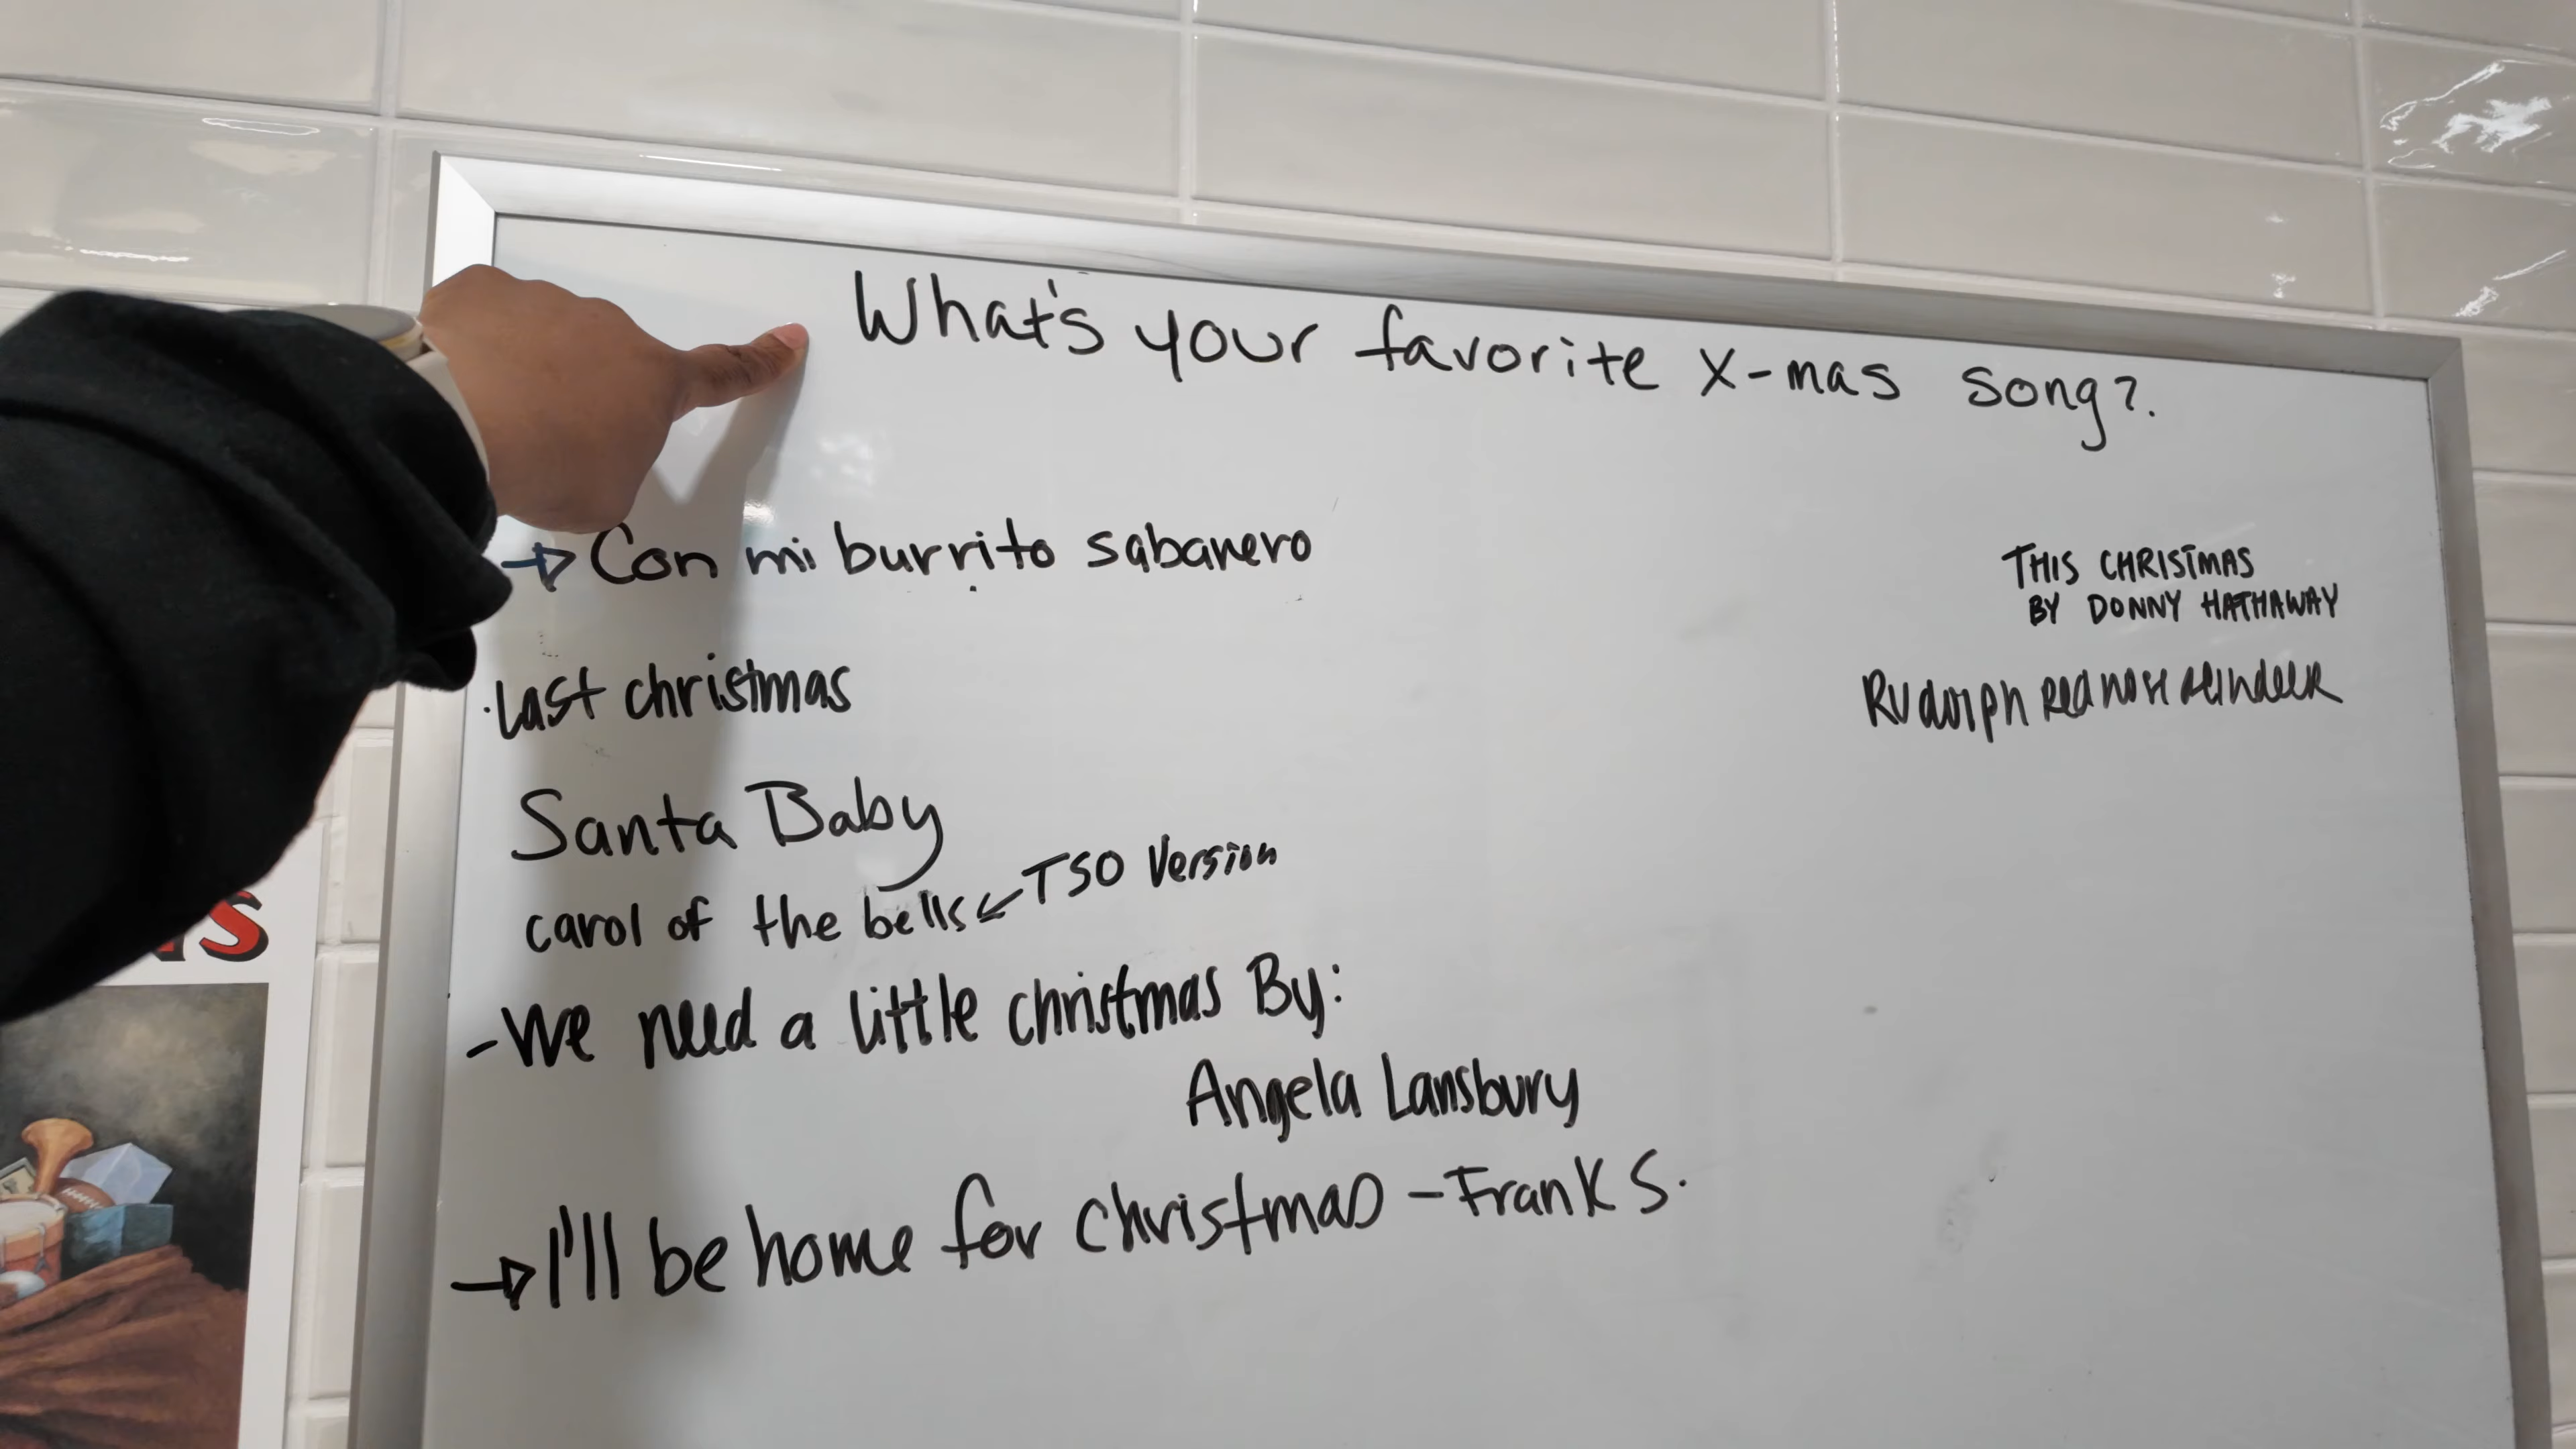 What's your favorite X-mas song?.
→ Con mi burrito sabanero
·Last christmas
Santa Baby
carol of the bells ← TSO Version
-We need a little christmas By:
Angela Lansbury
→ I'll be home for christmas - Frank S.
THIS CHRISTMAS
BY DONNY HATHAWAY
Rudolph Red nose Reindeer